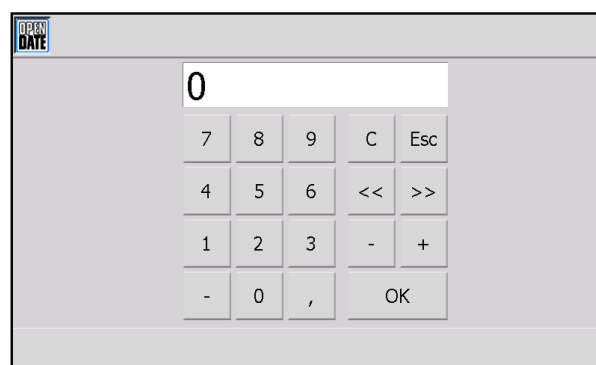 OPEN
DATE
0
7 8 9 C Esc
4 5 6 << >>
1 2 3 - +
- 0 , OK